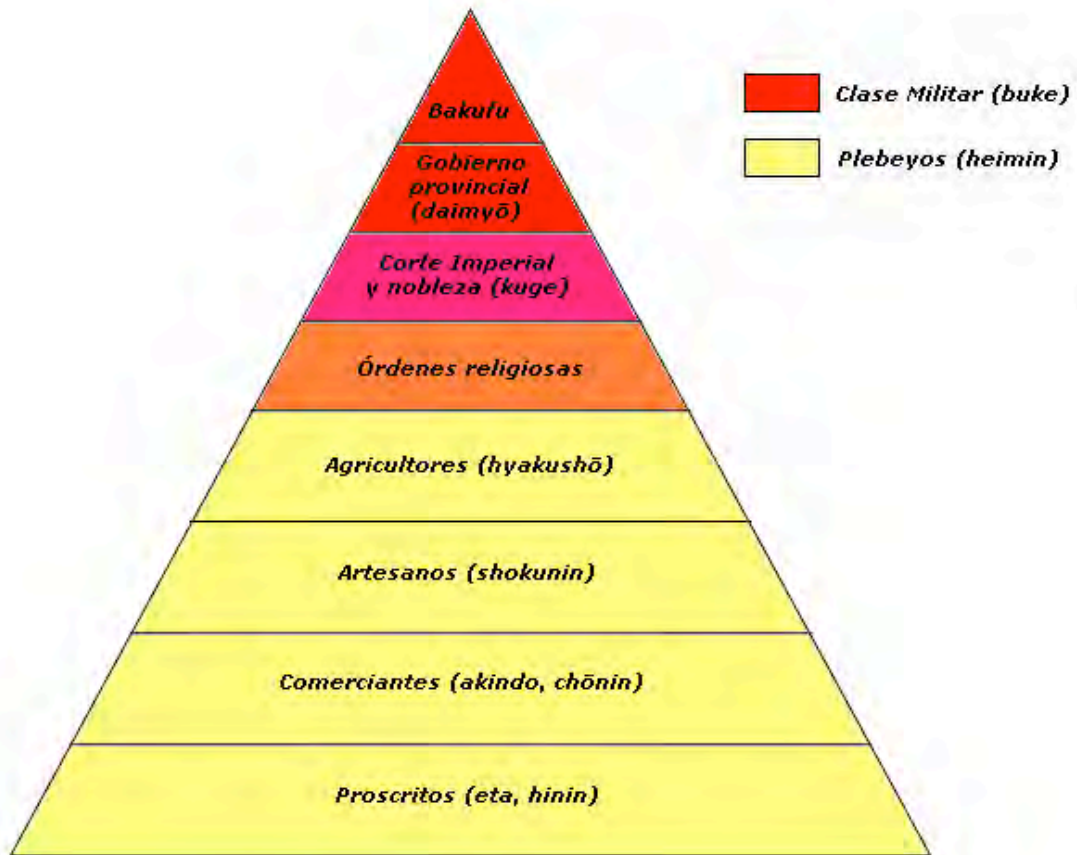 Bakufu
Gobierno
provincial
(daimyō)
Corte Imperial
y nobleza (kuge)
Órdenes religiosas
Agricultores (hyakushō)
Artesanos (shokunin)
Comerciantes (akindo, chōnin)
Proscritos (eta, hinin)
Clase Militar (buke)
Plebeyos (heimin)